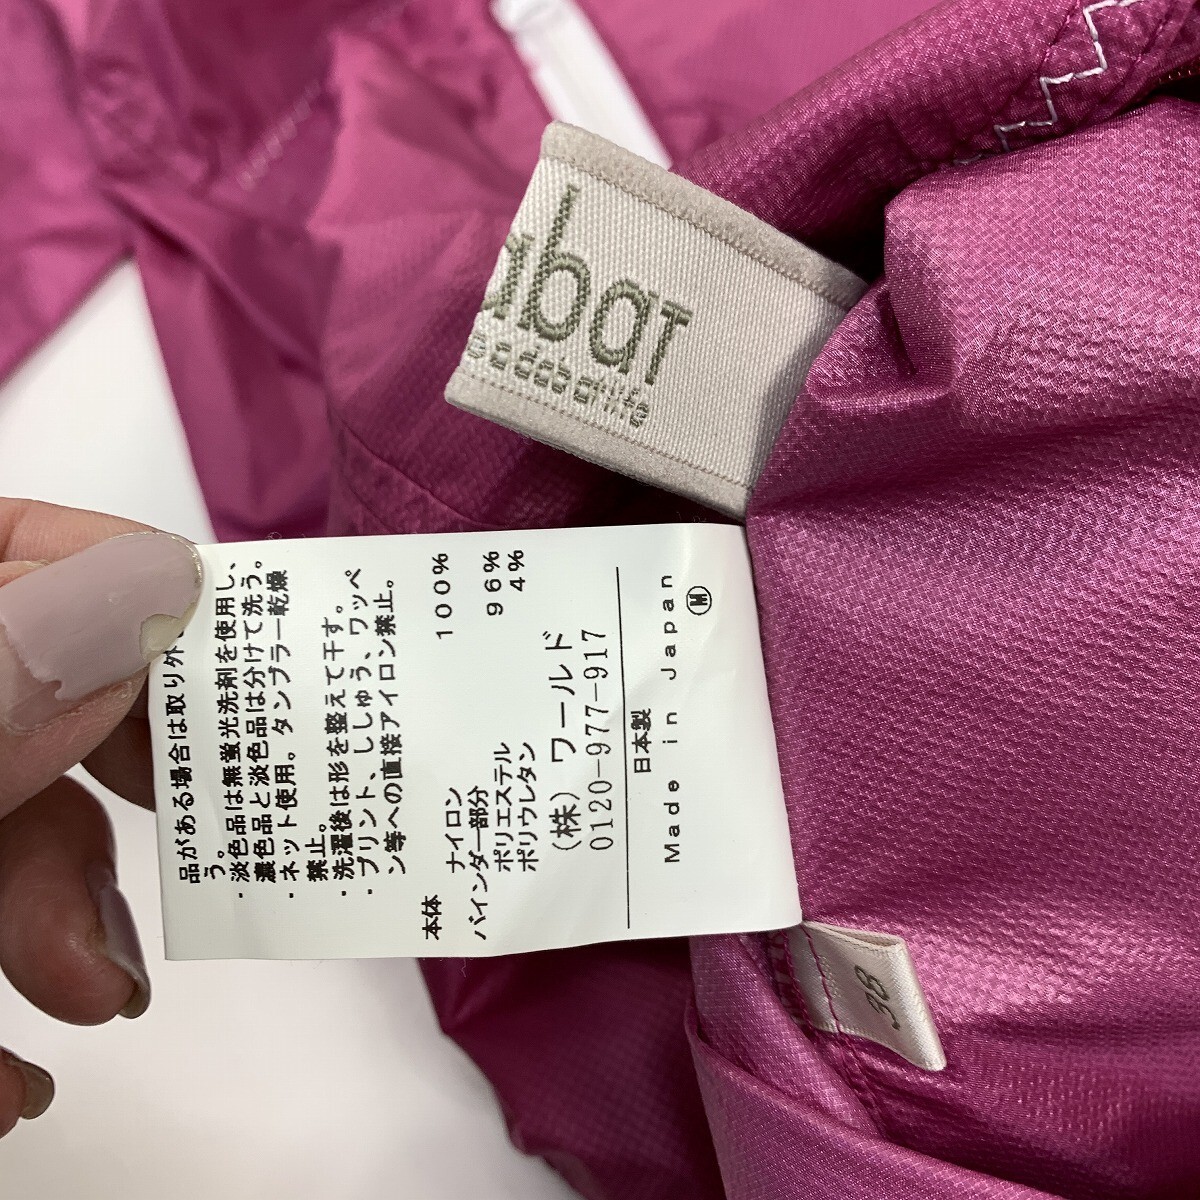 abar
life
品がある場合は取り外
う。
・淡色品は無蛍光洗剤を使用し、
濃色品と淡色品は分けて洗う。
・ネット使用。タンブラー乾燥
禁止。
・洗濯後は形を整えて干す。
・プリント、ししゅう、ワッペ
ン等への直接アイロン禁止。
本体
ナイロン 100%
バインダー部分
ポリエステル 96%
ポリウレタン 4%
(株) ワールド
0120-977-917
日本製
Made in Japan
M
38